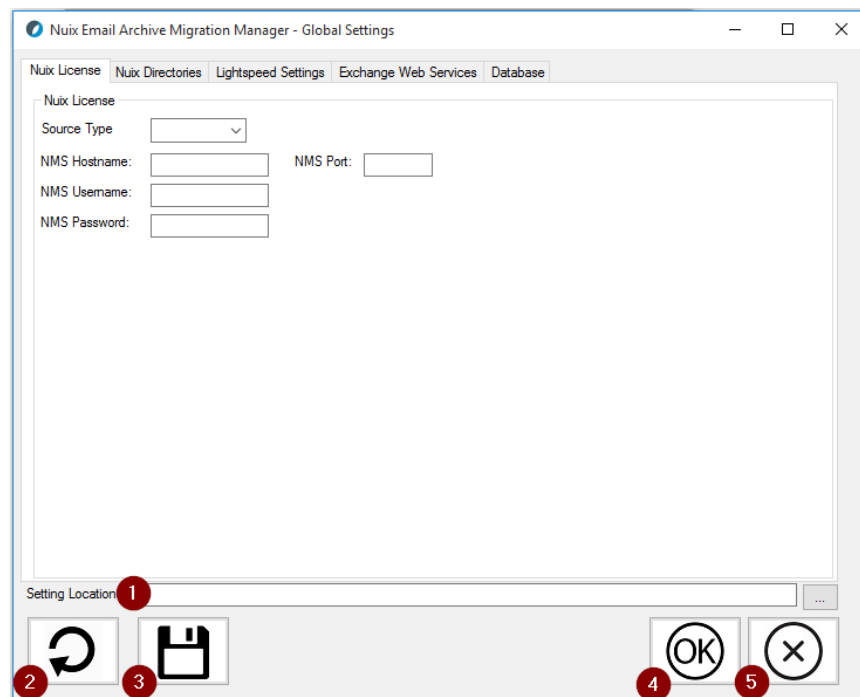 Nuix Email Archive Migration Manager - Global Settings
Nuix License Nuix Directories Lightspeed Settings Exchange Web Services Database
Nuix License
Source Type
NMS Hostname: NMS Port:
NMS Username:
NMS Password:
Setting Location 1 ...
OK
2 3 4 5